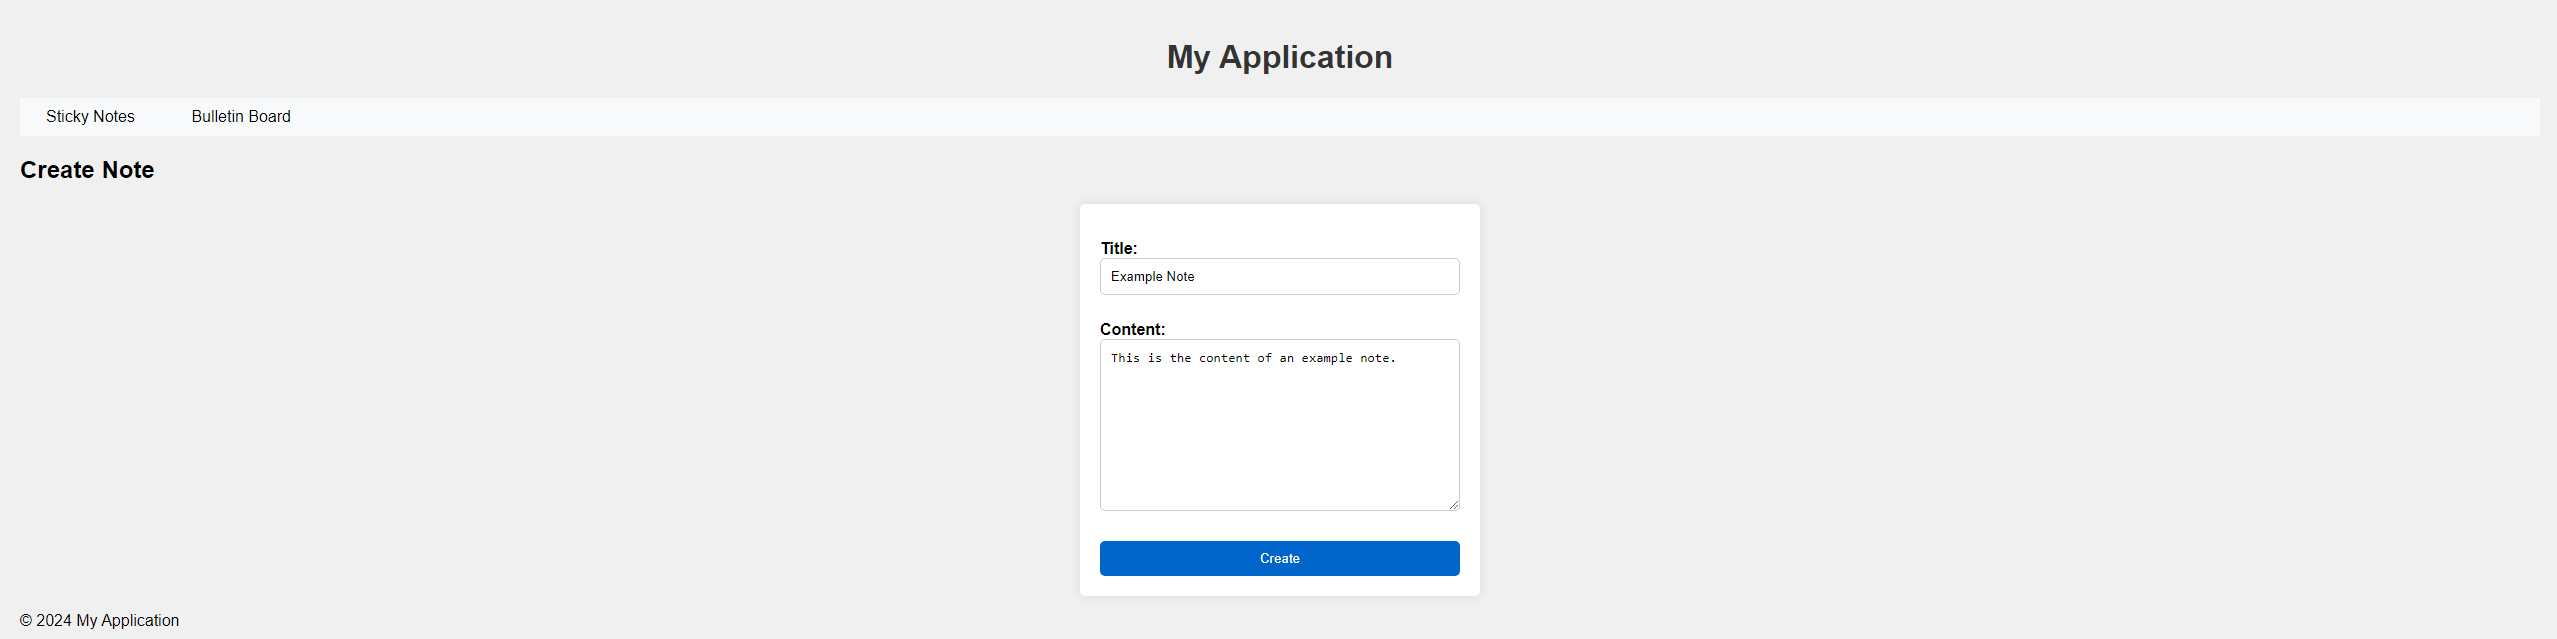 My Application
Sticky Notes Bulletin Board
Create Note
Title:
Example Note
Content:
This is the content of an example note.
Create
© 2024 My Application